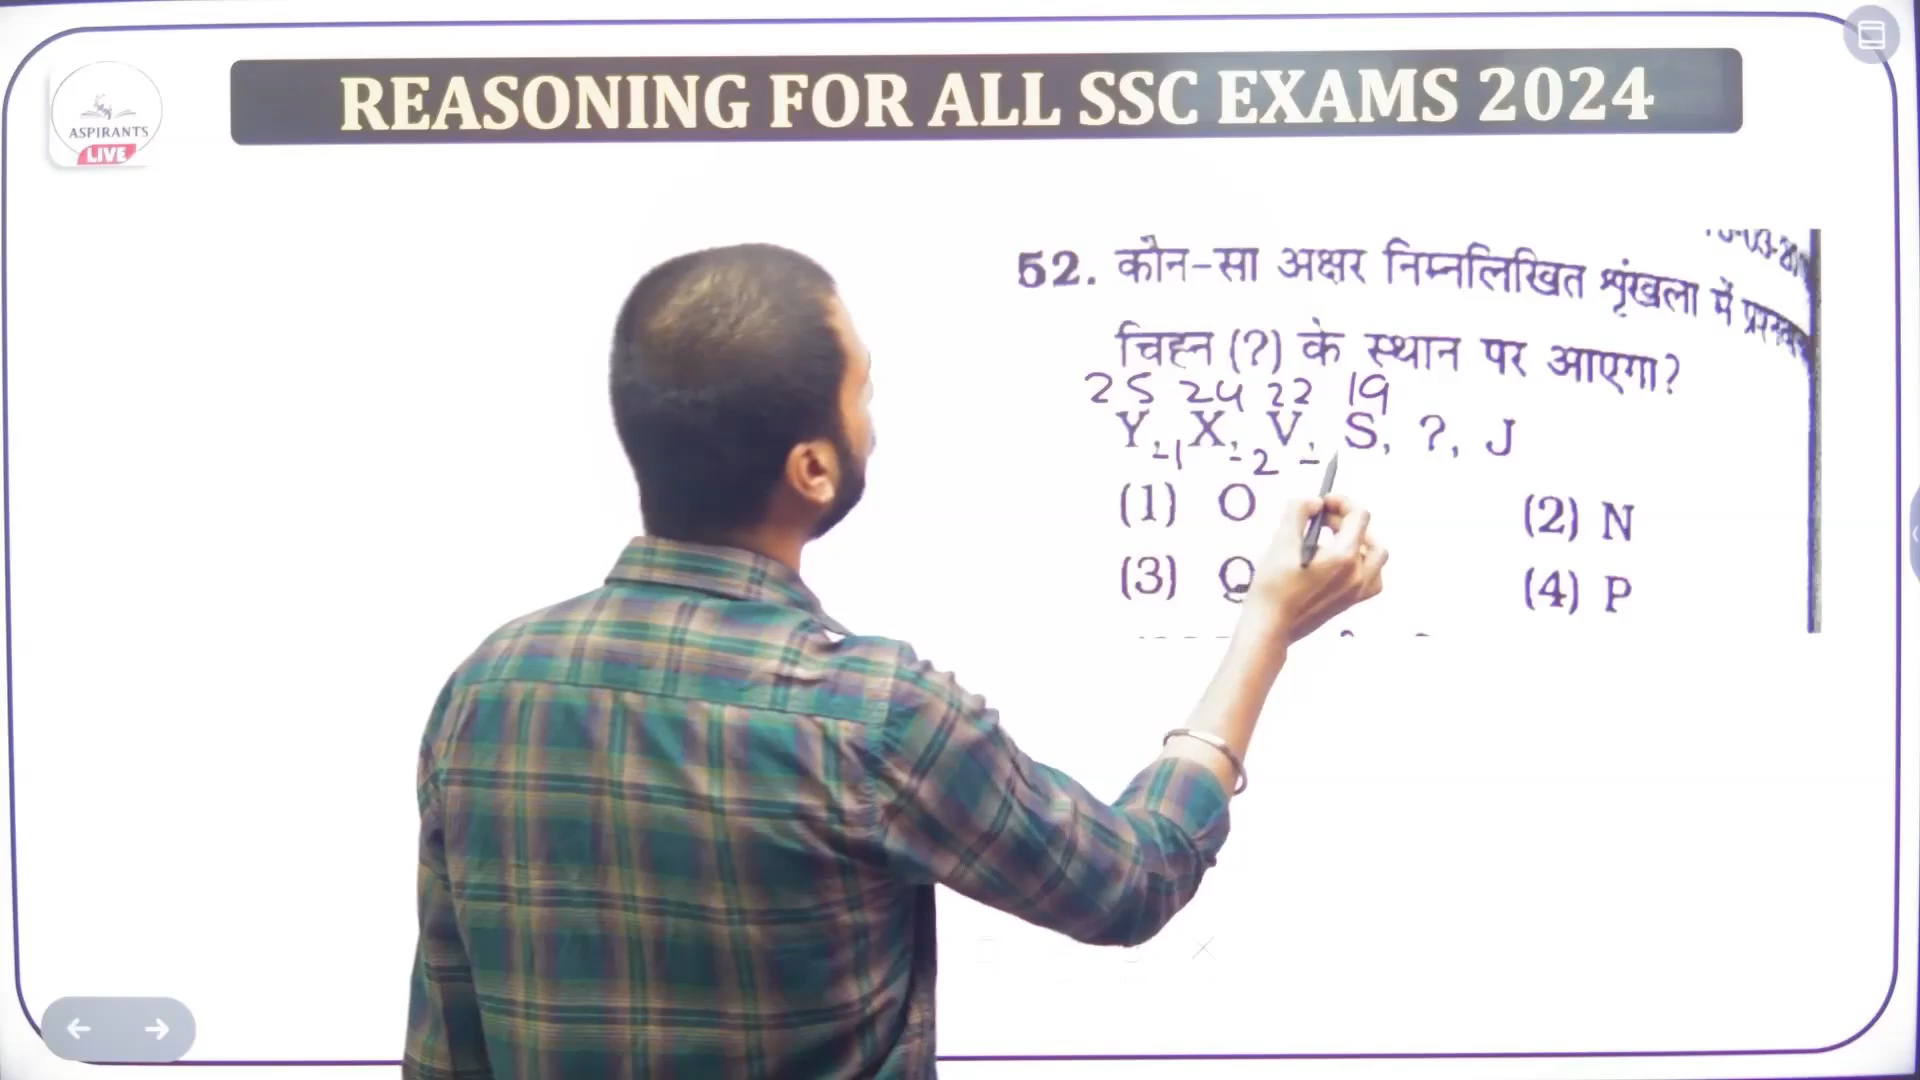 REASONING FOR ALL SSC EXAMS 2024
ASPIRANTS
LIVE
52. कौन-सा अक्षर निम्नलिखित शृंखला में
चिह्न (?) के स्थान पर आएगा?
25 24 22 19
Y, X, V, S, ?, J
-1 -2 -
(1) O (2) N
(3) Q (4) P